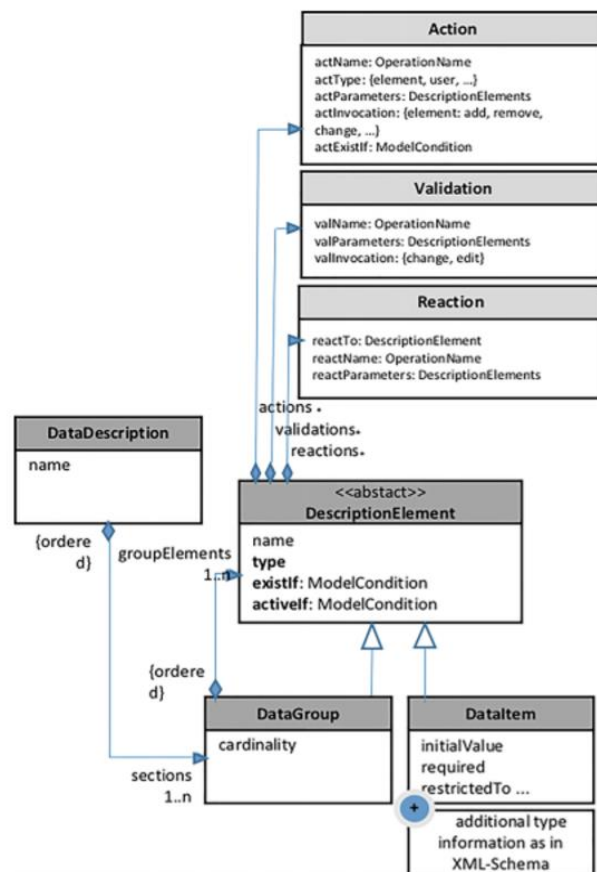 Action
actName: OperationName
actType: {element, user, ...}
actParameters: DescriptionElements
actInvocation: {element: add, remove,
change, ...}
actExistIf: ModelCondition
Validation
valName: OperationName
valParameters: DescriptionElements
valInvocation: {change, edit}
Reaction
reactTo: DescriptionElement
reactName: OperationName
reactParameters: DescriptionElements
actions *
validations*
reactions*
DataDescription
name
<<abstact>>
DescriptionElement
name
type
existIf: ModelCondition
activeIf: ModelCondition
{ordere
d}
groupElements
1..n
{ordere
d}
DataGroup
cardinality
sections
1..n
DataItem
initialValue
required
restrictedTo ...
+
additional type
information as in
XML-Schema